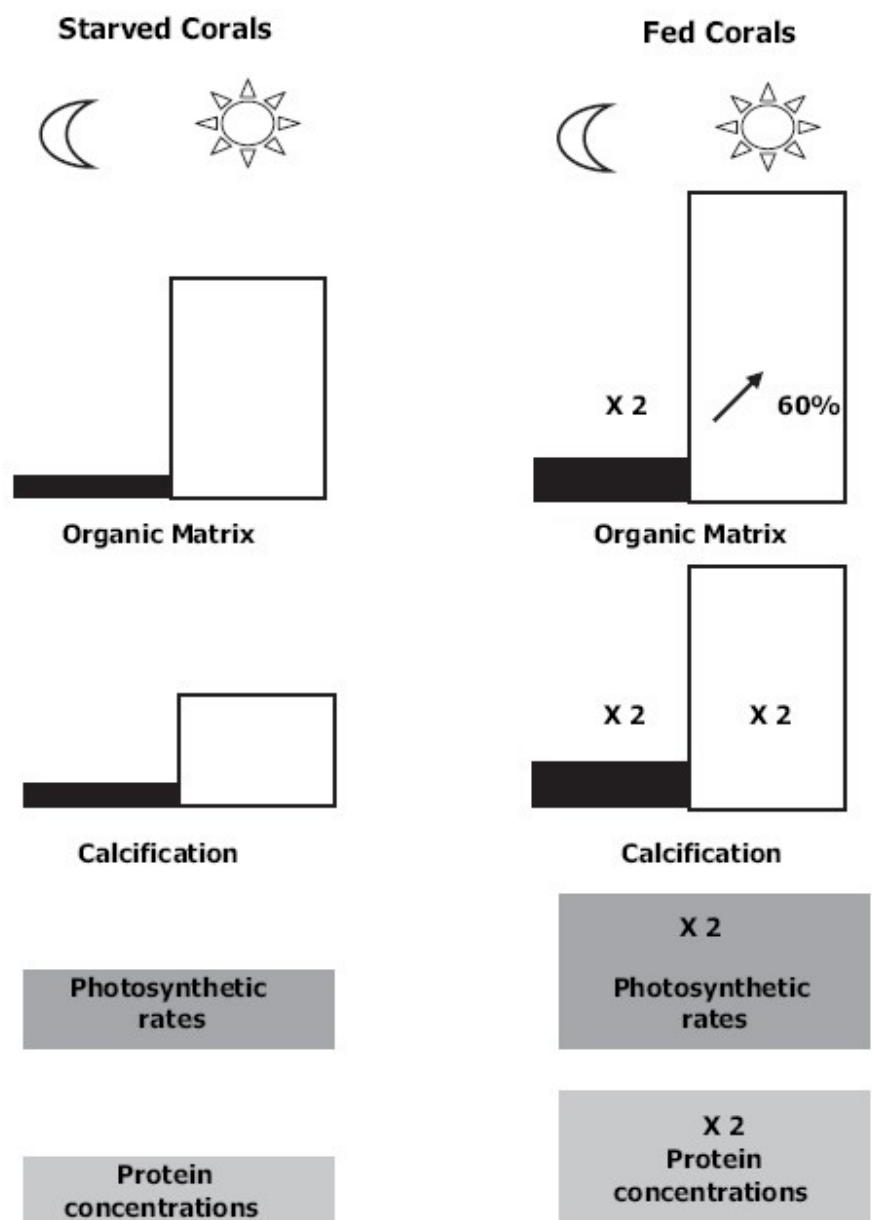 Starved Corals
Fed Corals
X 2
60%
Organic Matrix
Organic Matrix
X 2
X 2
Calcification
Calcification
Photosynthetic
rates
X 2
Photosynthetic
rates
Protein
concentrations
X 2
Protein
concentrations